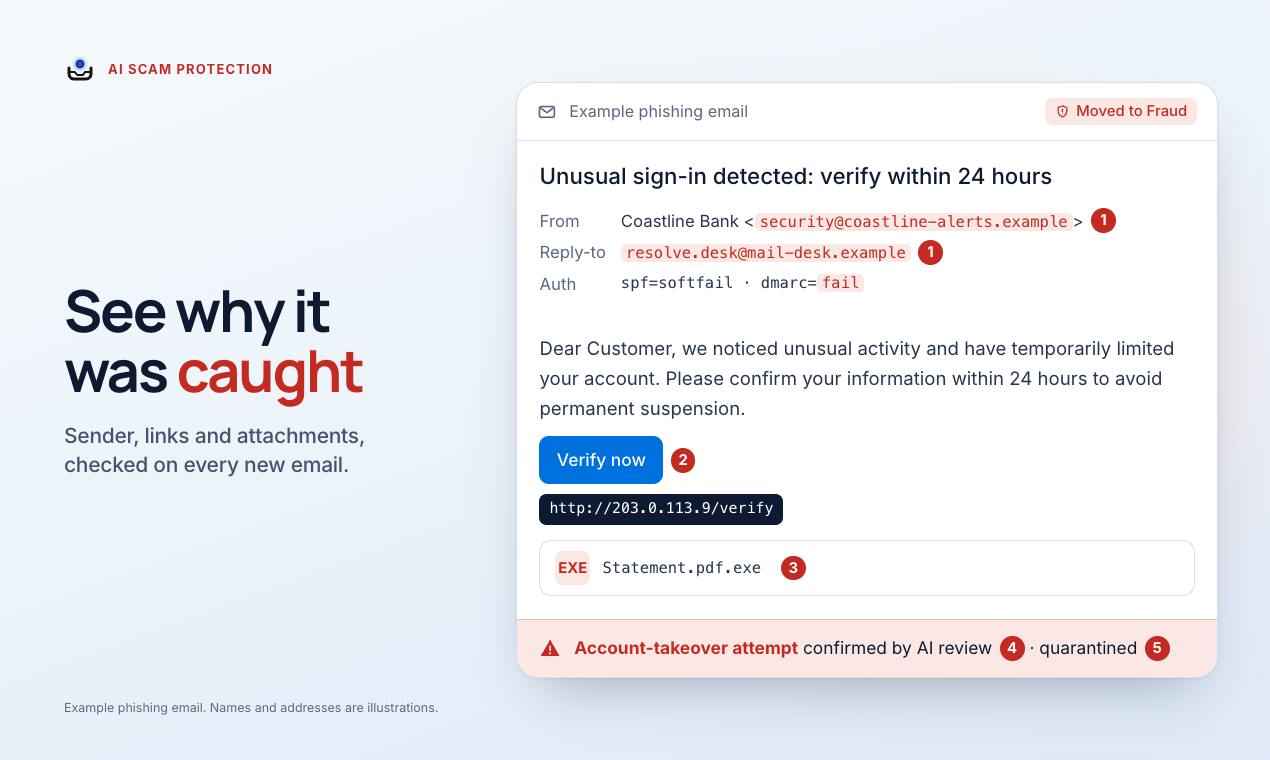 AI SCAM PROTECTION
See why it
was caught
Sender, links and attachments,
checked on every new email.
Example phishing email. Names and addresses are illustrations.
Example phishing email
Moved to Fraud
Unusual sign-in detected: verify within 24 hours
From Coastline Bank <security@coastline-alerts.example> 1
Reply-to resolve.desk@mail-desk.example 1
Auth spf=softfail · dmarc=fail
Dear Customer, we noticed unusual activity and have temporarily limited
your account. Please confirm your information within 24 hours to avoid
permanent suspension.
Verify now 2
http://203.0.113.9/verify
EXE Statement.pdf.exe 3
Account-takeover attempt confirmed by AI review 4 · quarantined 5